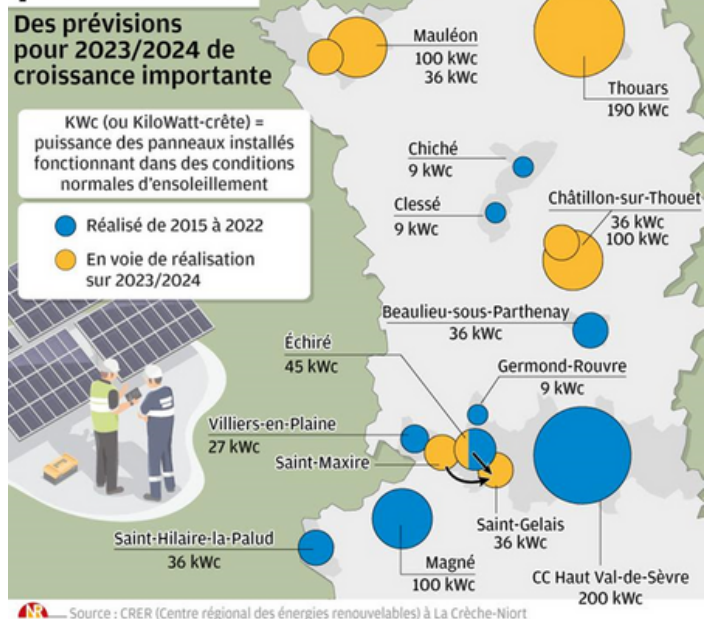 Des prévisions
pour 2023/2024 de
croissance importante
KWc (ou KiloWatt-crête) =
puissance des panneaux installés
fonctionnant dans des conditions
normales d'ensoleillement
Réalisé de 2015 à 2022
En voie de réalisation
sur 2023/2024
Mauléon
100 kWc
36 kWc
Thouars
190 kWc
Chiché
9 kWc
Clessé
9 kWc
Châtillon-sur-Thouet
36 kWc
100 kWc
Beaulieu-sous-Parthenay
36 kWc
Échiré
45 kWc
Germond-Rouvre
9 kWc
Villiers-en-Plaine
27 kWc
Saint-Maxire
Saint-Gelais
36 kWc
Saint-Hilaire-la-Palud
36 kWc
Magné
100 kWc
CC Haut Val-de-Sèvre
200 kWc
NR
Source : CRER (Centre régional des énergies renouvelables) à La Crèche-Niort